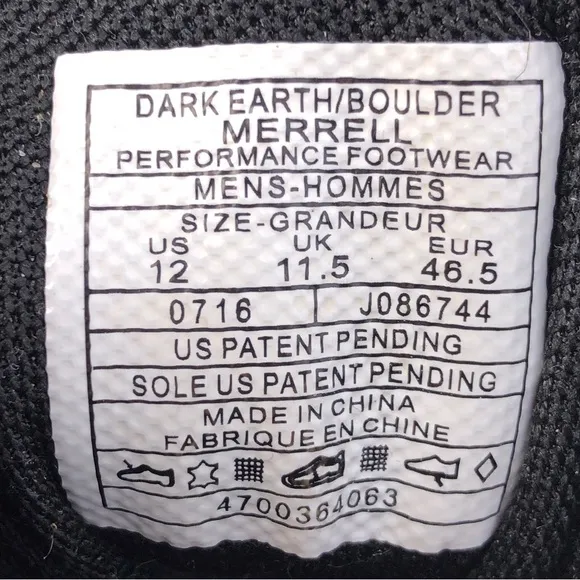 DARK EARTH/BOULDER
MERRELL
PERFORMANCE FOOTWEAR
MENS-HOMMES
SIZE-GRANDEUR
US UK EUR
12 11.5 46.5
0716 J086744
US PATENT PENDING
SOLE US PATENT PENDING
MADE IN CHINA
FABRIQUE EN CHINE
4700364063